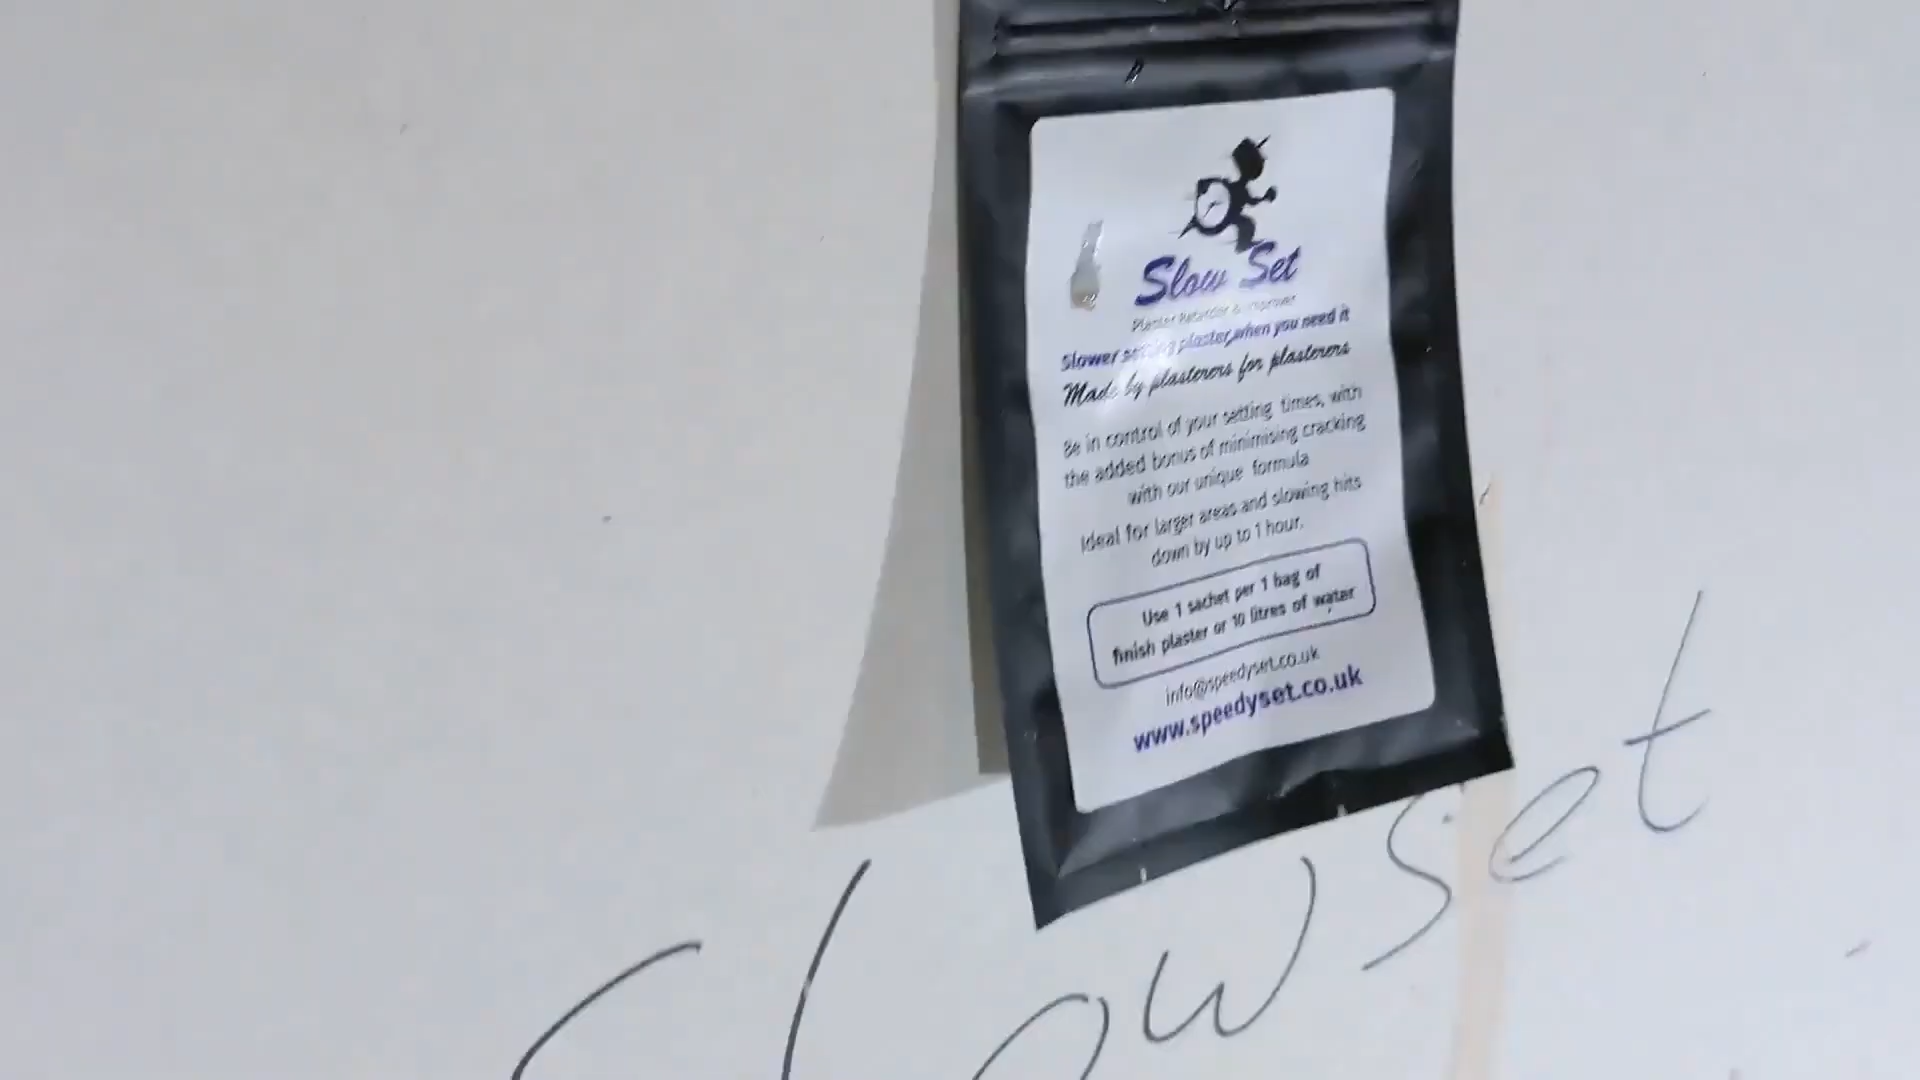 Slow Set
Plaster Retarder & Improver
Slower setting plaster,when you need it
Made by plasterers for plasterers
Be in control of your setting times, with
the added bonus of minimising cracking
with our unique formula
Ideal for larger areas and slowing hits
down by up to 1 hour.
Use 1 sachet per 1 bag of
finish plaster or 10 litres of water
info@speedyset.co.uk
www.speedyset.co.uk
Slow set